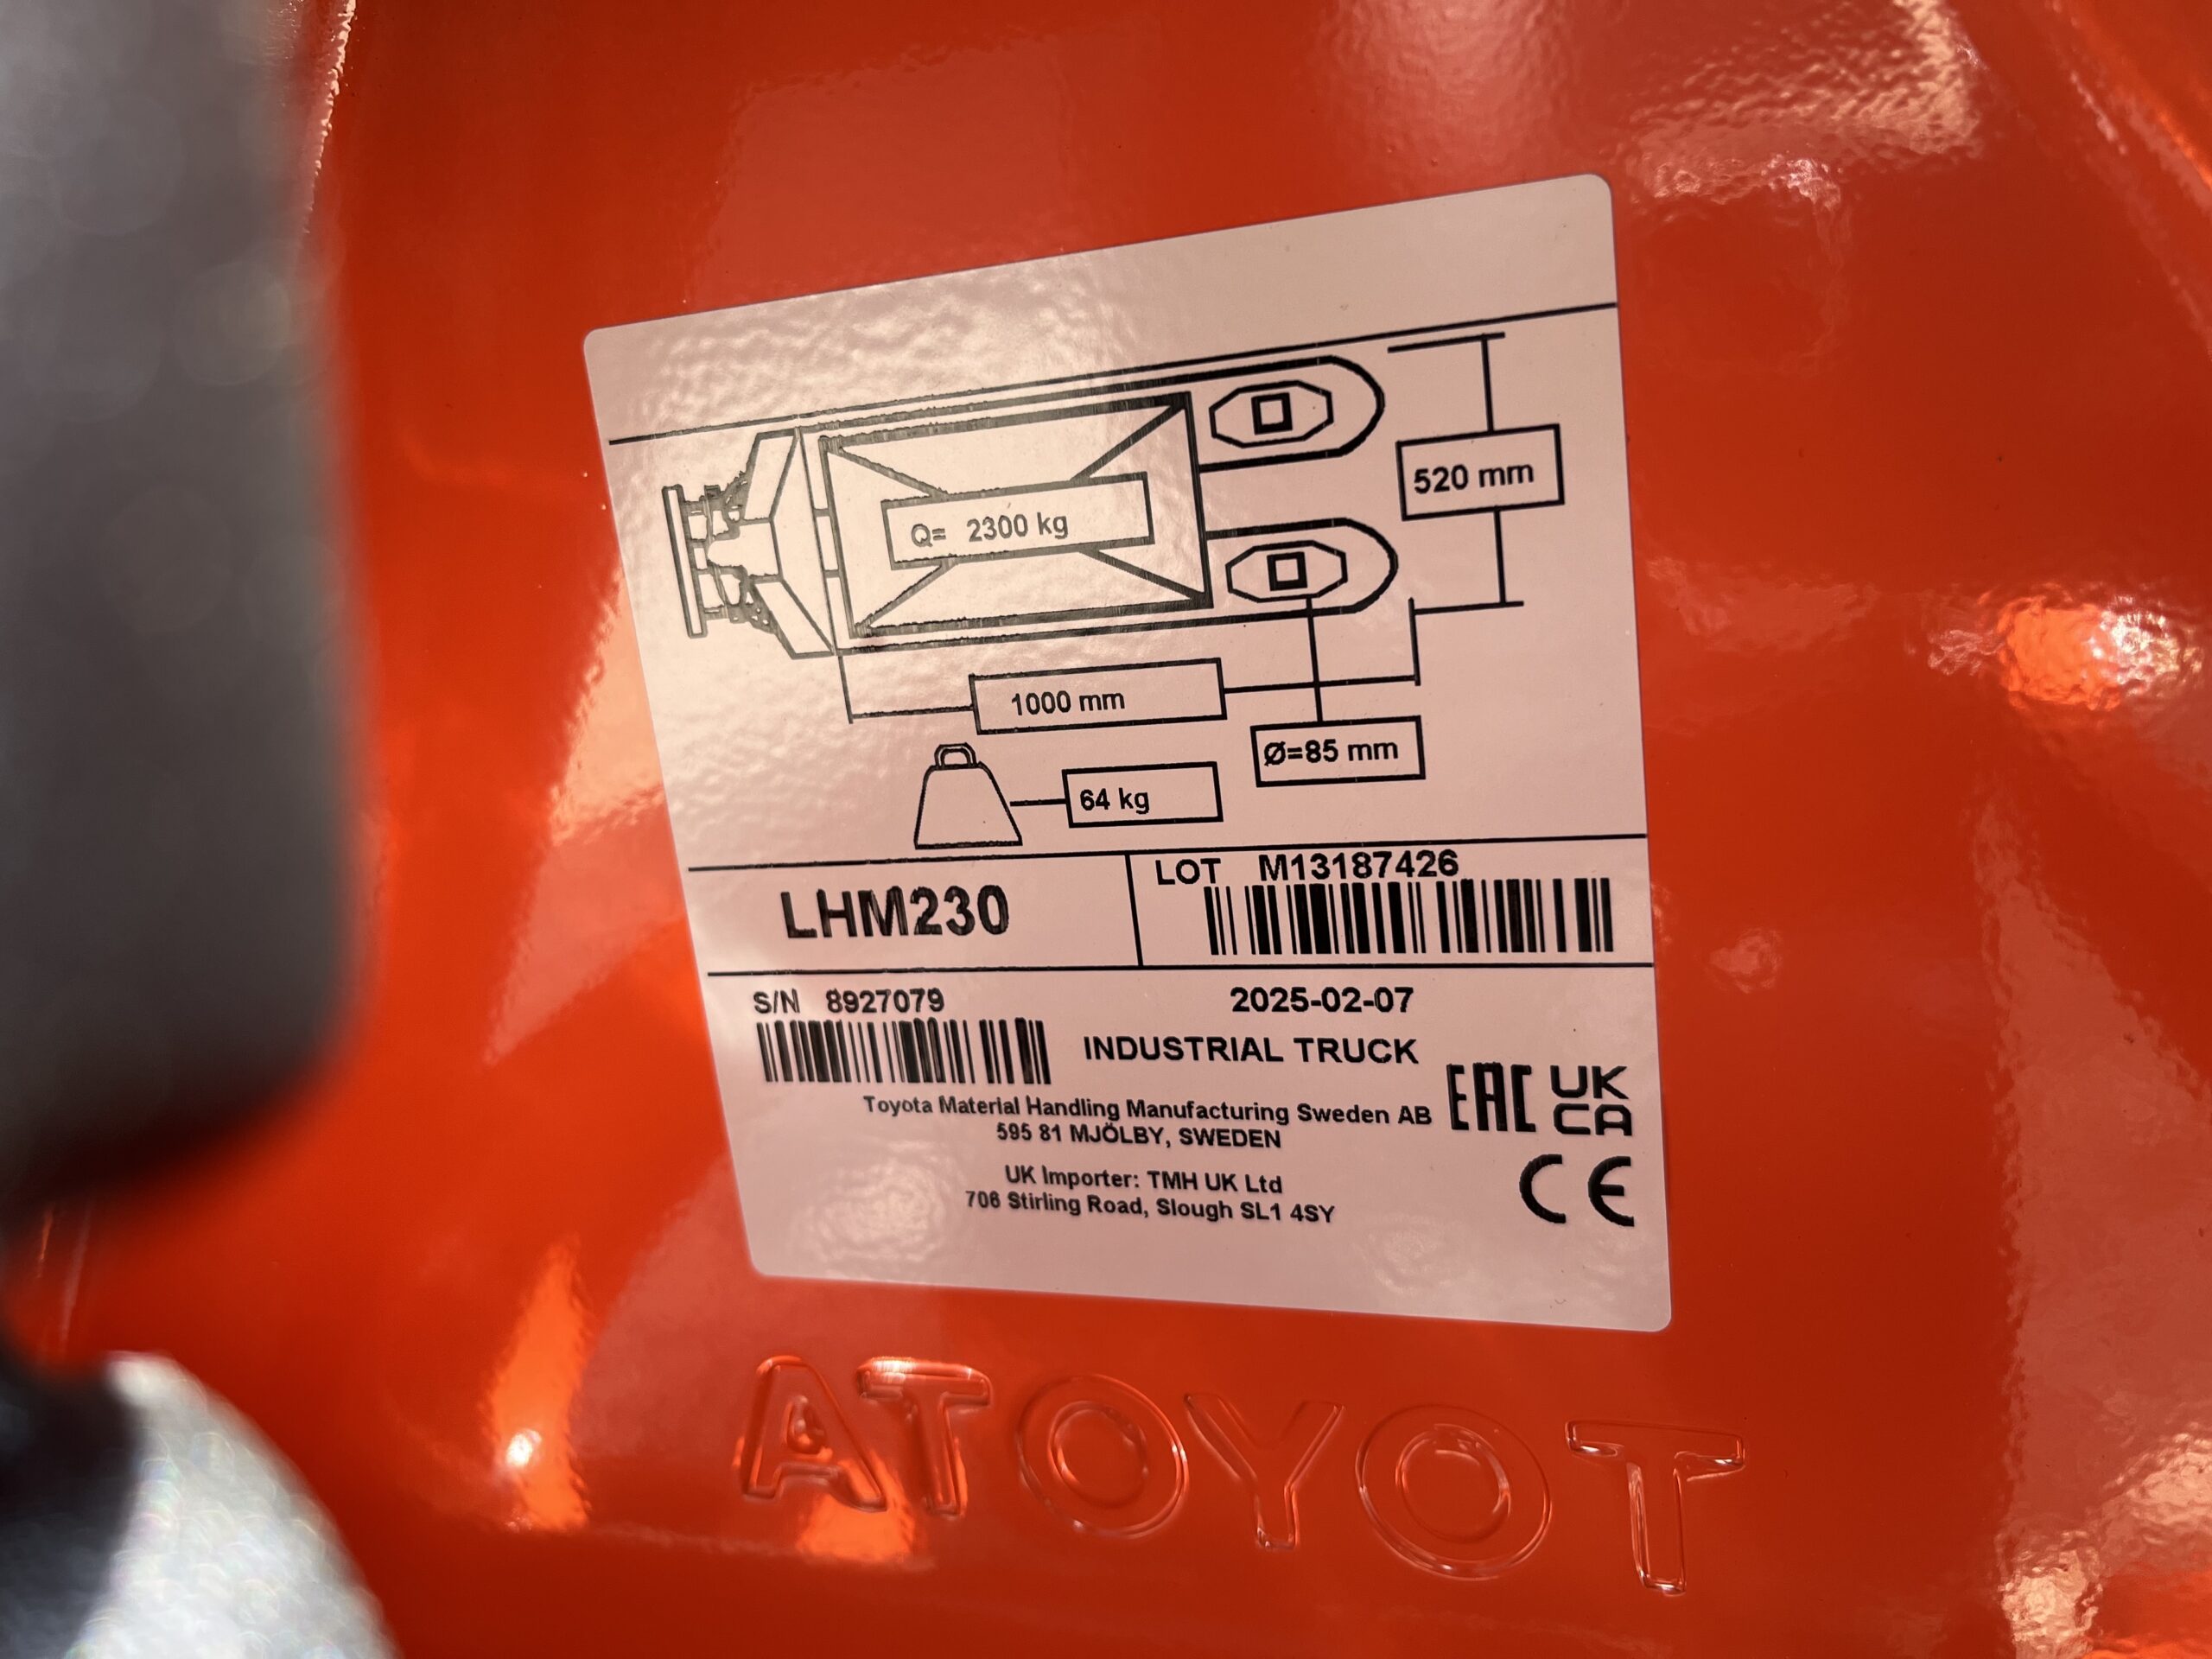 520 mm
Q= 2300 kg
1000 mm
Ø=85 mm
64 kg
LHM230
LOT M13187426
S/N 8927079
2025-02-07
INDUSTRIAL TRUCK
Toyota Material Handling Manufacturing Sweden AB
595 81 MJÖLBY, SWEDEN
EAC
UK
CA
UK Importer: TMH UK Ltd
706 Stirling Road, Slough SL1 4SY
CE
ATOYOT